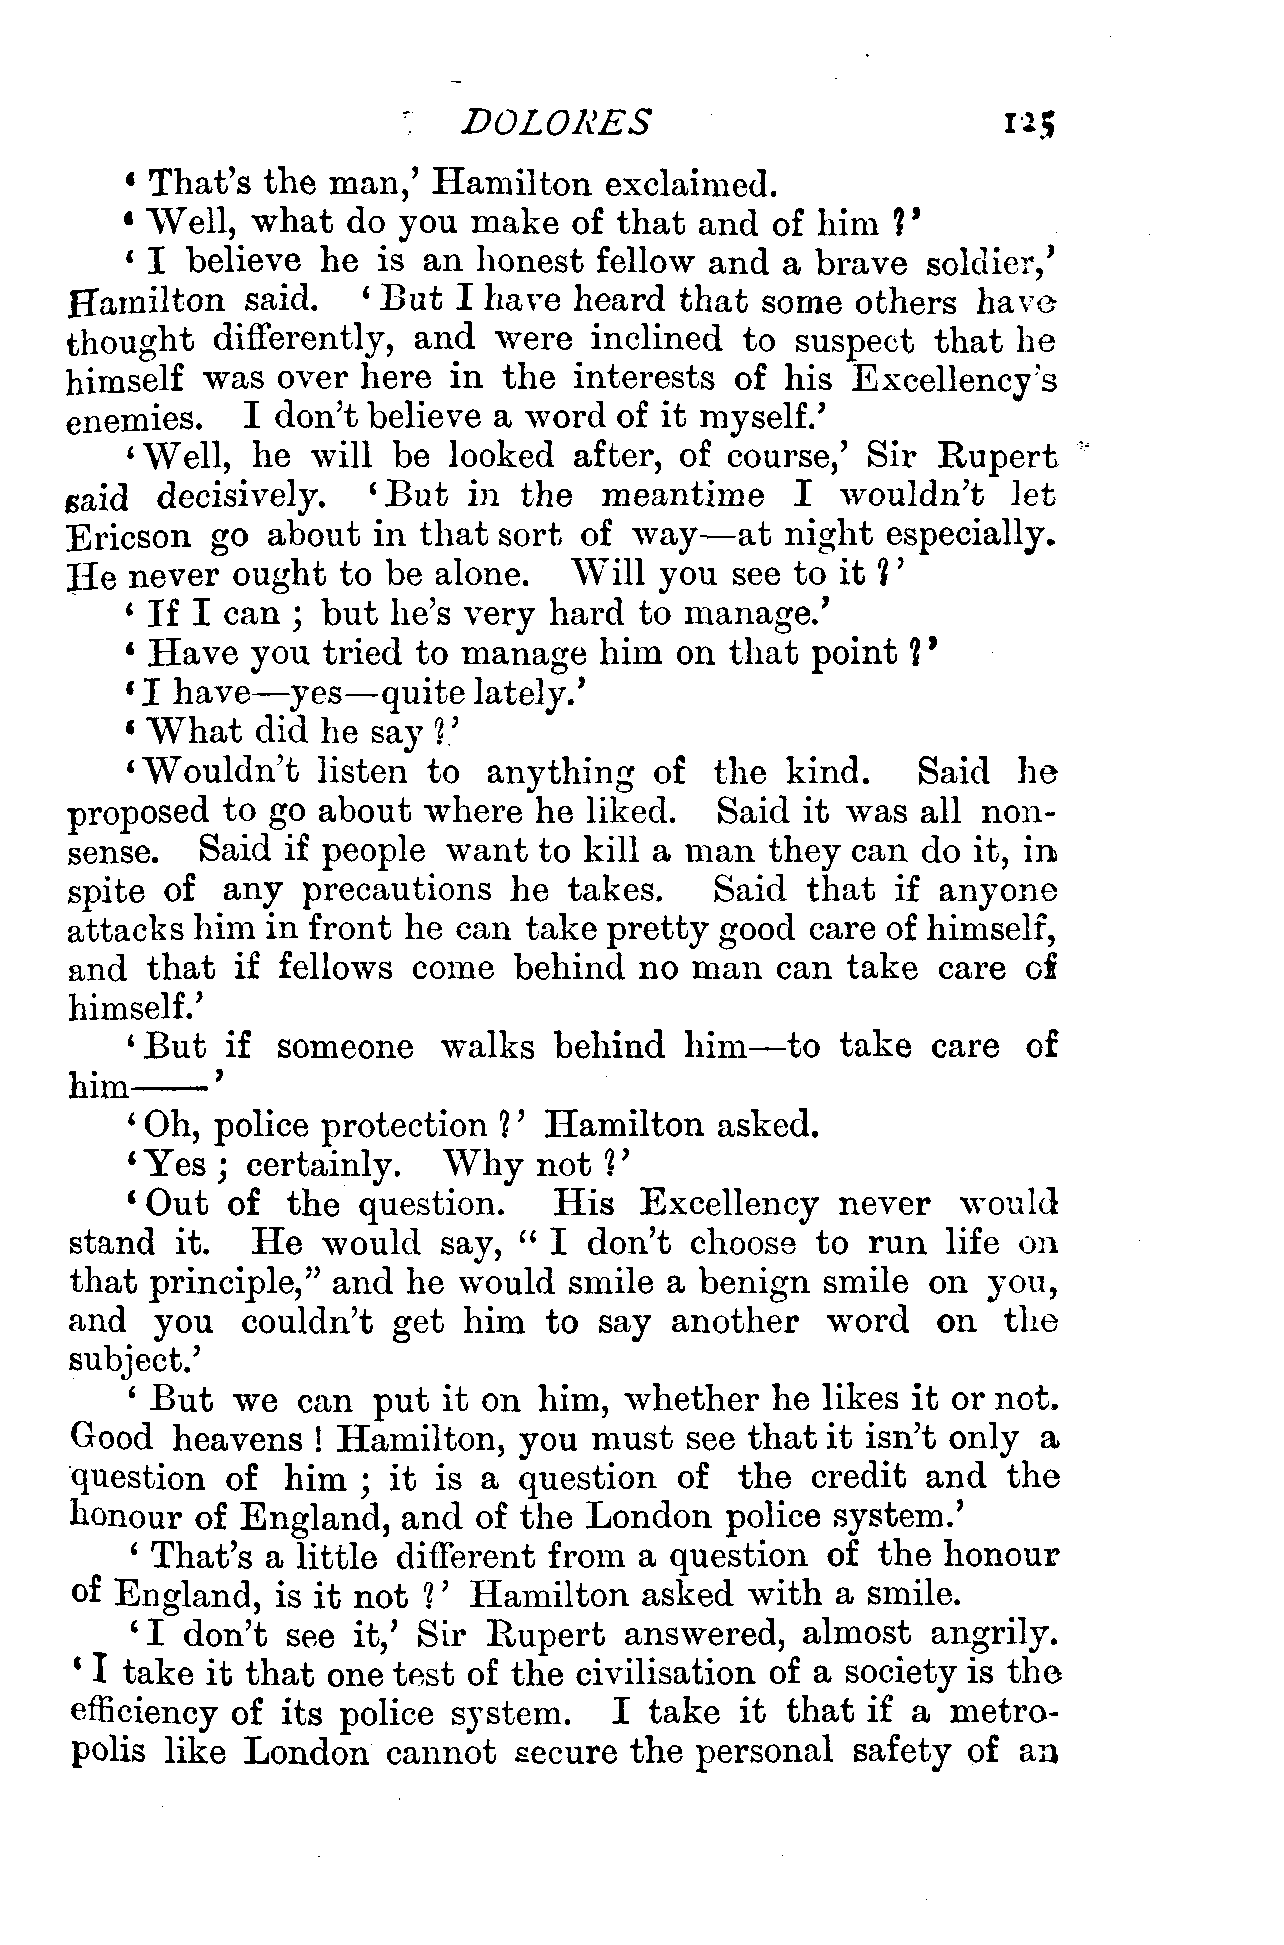 DOLORES 125
‘ That’s the man,’ Hamilton exclaimed.
‘ Well, what do you make of that and of him ?’
‘ I believe he is an honest fellow and a brave soldier,’
Hamilton said. ‘ But I have heard that some others have
thought differently, and were inclined to suspect that he
himself was over here in the interests of his Excellency’s
enemies. I don’t believe a word of it myself.’
‘ Well, he will be looked after, of course,’ Sir Rupert
said decisively. ‘ But in the meantime I wouldn’t let
Ericson go about in that sort of way—at night especially.
He never ought to be alone. Will you see to it ?’
‘ If I can ; but he’s very hard to manage.’
‘ Have you tried to manage him on that point ?’
‘ I have—yes—quite lately.’
‘ What did he say ?’
‘ Wouldn’t listen to anything of the kind. Said he
proposed to go about where he liked. Said it was all non-
sense. Said if people want to kill a man they can do it, in
spite of any precautions he takes. Said that if anyone
attacks him in front he can take pretty good care of himself,
and that if fellows come behind no man can take care of
himself.’
‘ But if someone walks behind him—to take care of
him——’
‘ Oh, police protection ?’ Hamilton asked.
‘ Yes ; certainly. Why not ?’
‘ Out of the question. His Excellency never would
stand it. He would say, “ I don’t choose to run life on
that principle,” and he would smile a benign smile on you,
and you couldn’t get him to say another word on the
subject.’
‘ But we can put it on him, whether he likes it or not.
Good heavens ! Hamilton, you must see that it isn’t only a
question of him ; it is a question of the credit and the
honour of England, and of the London police system.’
‘ That’s a little different from a question of the honour
of England, is it not ?’ Hamilton asked with a smile.
‘ I don’t see it,’ Sir Rupert answered, almost angrily.
‘ I take it that one test of the civilisation of a society is the
efficiency of its police system. I take it that if a metro-
polis like London cannot secure the personal safety of an